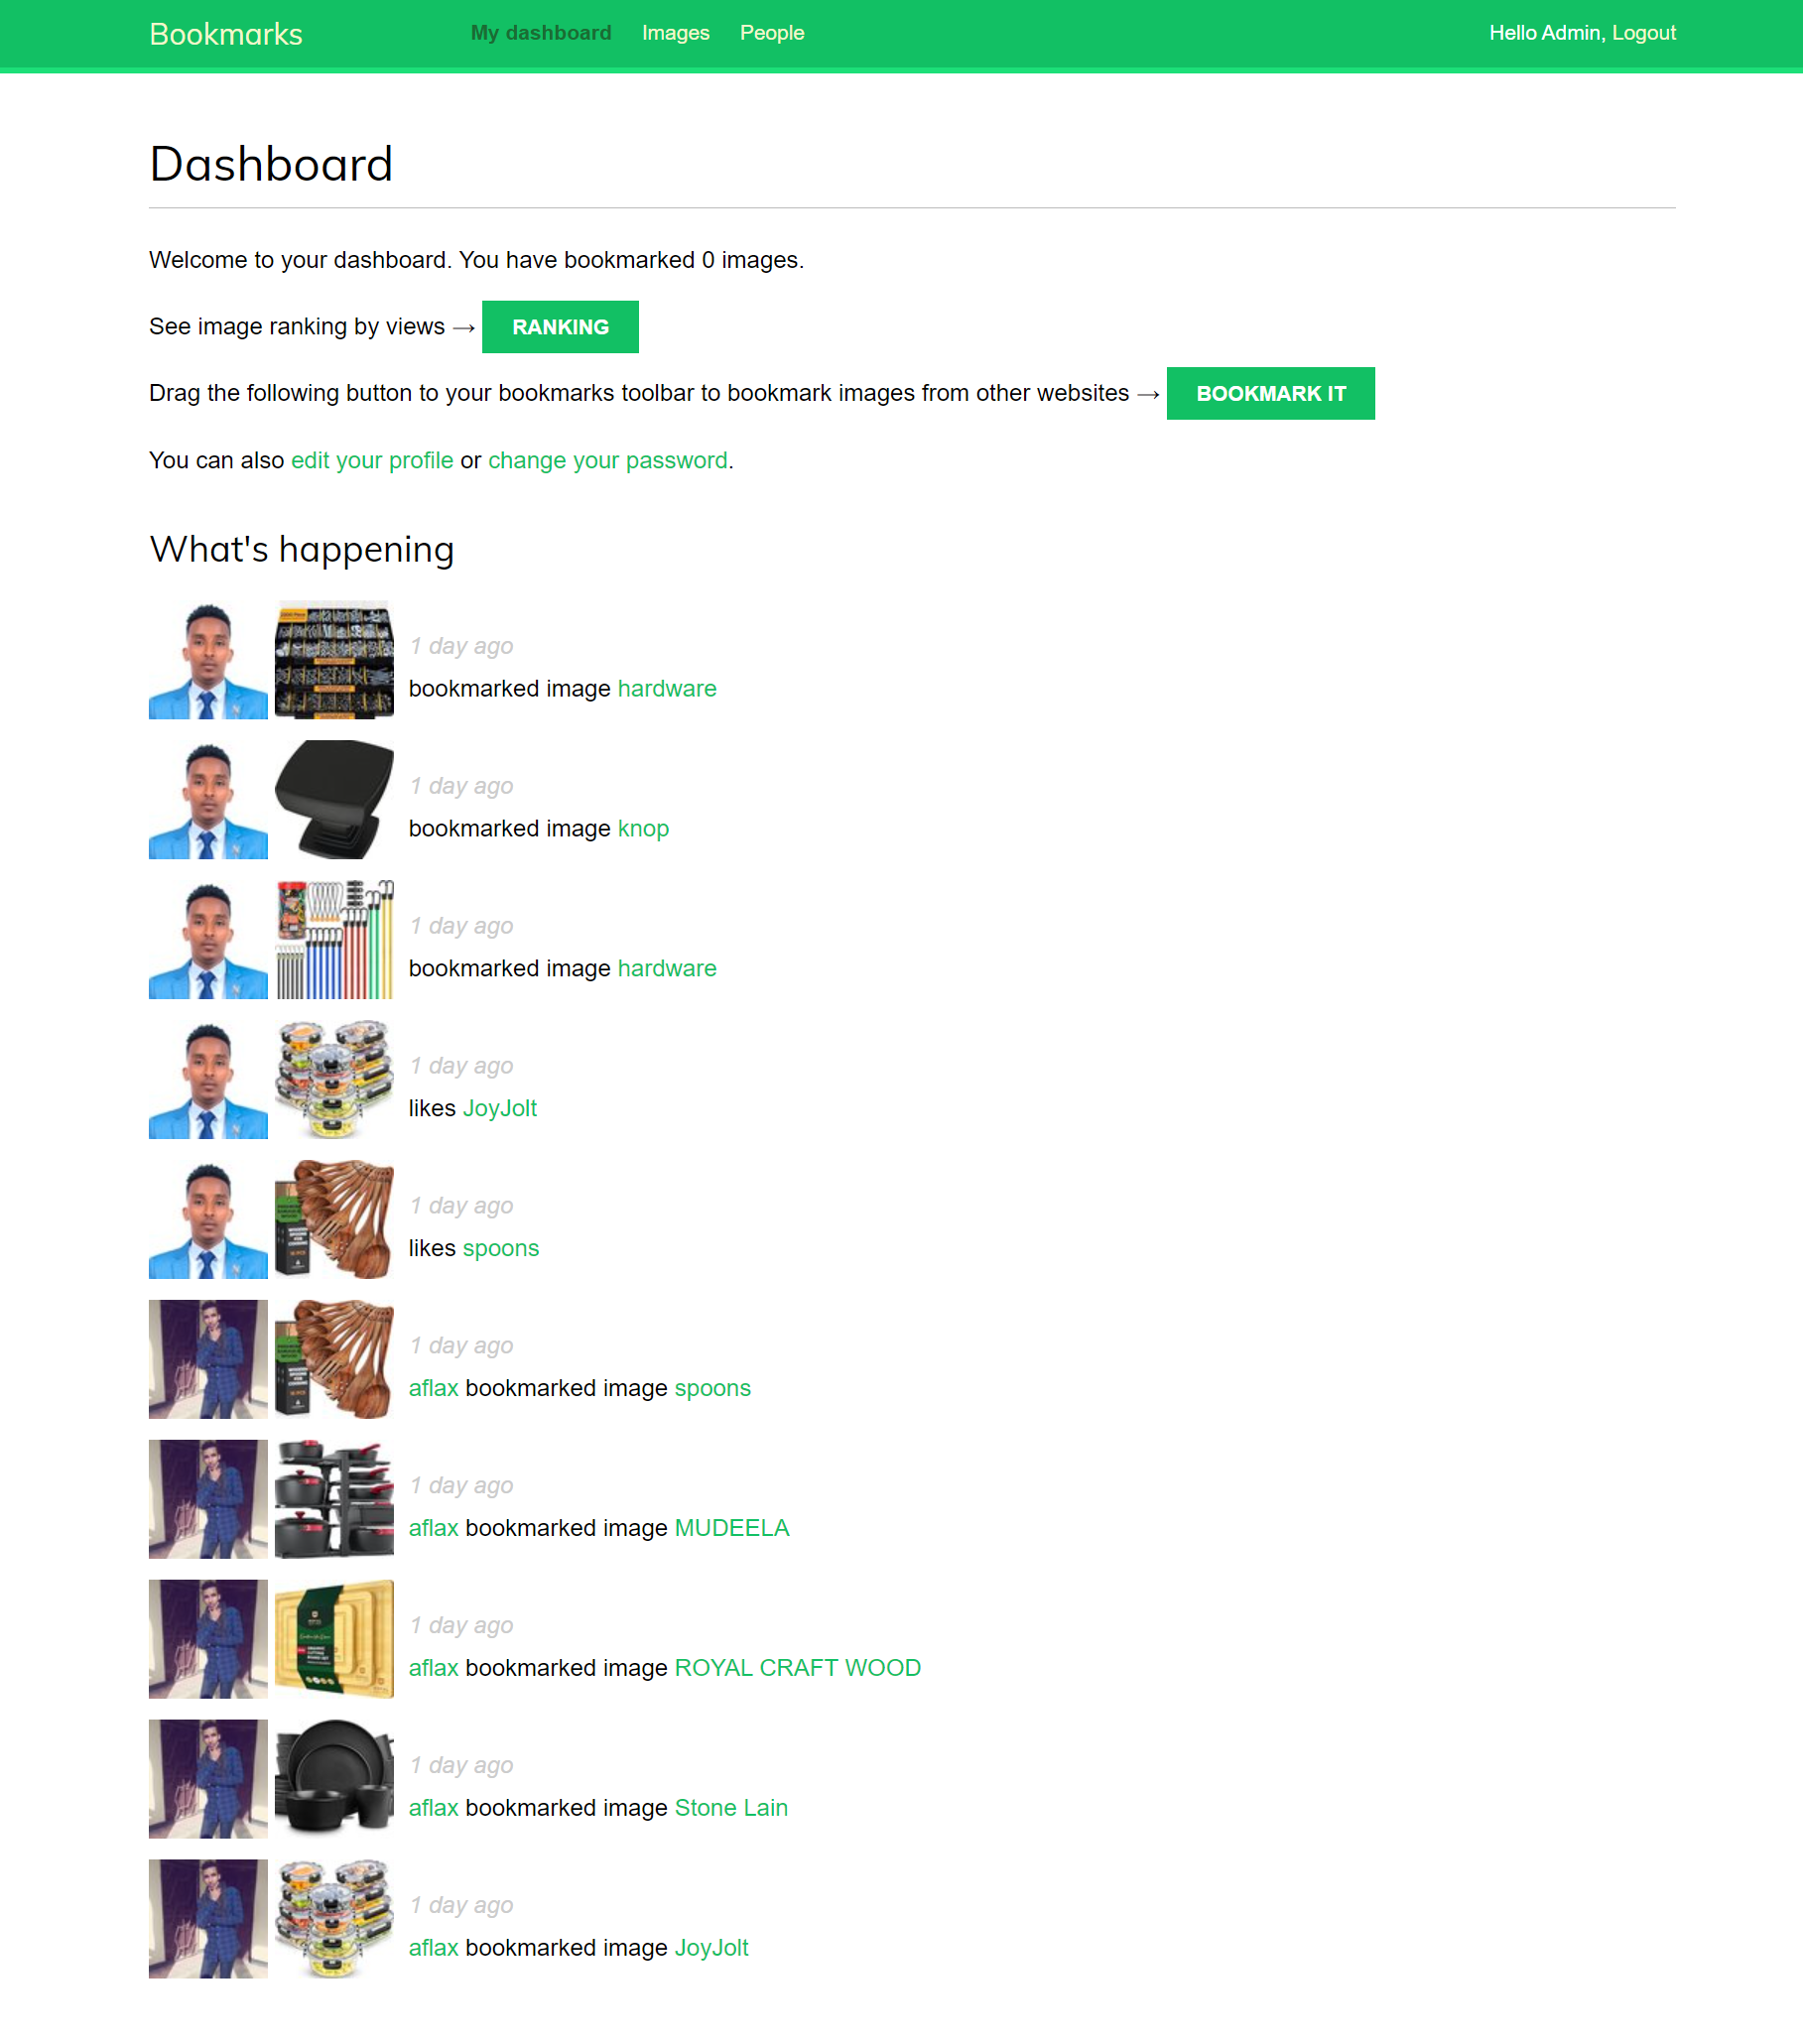 Bookmarks My dashboard Images People Hello Admin, Logout
Dashboard
Welcome to your dashboard. You have bookmarked 0 images.
See image ranking by views → RANKING
Drag the following button to your bookmarks toolbar to bookmark images from other websites → BOOKMARK IT
You can also edit your profile or change your password.
What's happening
1 day ago
bookmarked image hardware
1 day ago
bookmarked image knop
1 day ago
bookmarked image hardware
1 day ago
likes JoyJolt
1 day ago
likes spoons
1 day ago
aflax bookmarked image spoons
1 day ago
aflax bookmarked image MUDEELA
1 day ago
aflax bookmarked image ROYAL CRAFT WOOD
1 day ago
aflax bookmarked image Stone Lain
1 day ago
aflax bookmarked image JoyJolt